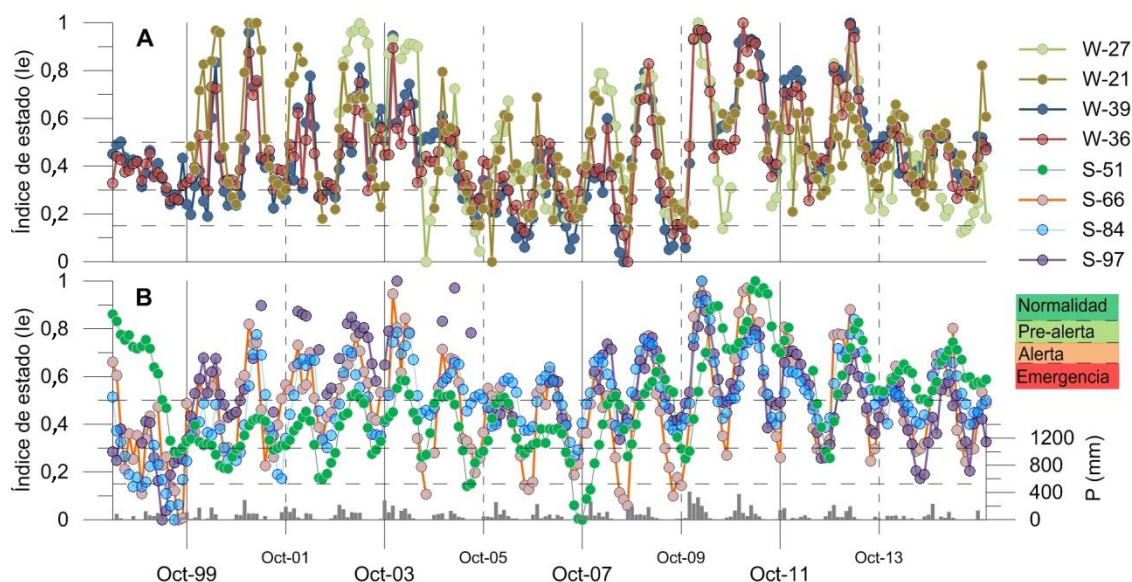 A
Índice de estado (Ie)
1
0,8
0,6
0,4
0,2
0
B
Índice de estado (Ie)
1
0,8
0,6
0,4
0,2
0
W-27
W-21
W-39
W-36
S-51
S-66
S-84
S-97
Normalidad
Pre-alerta
Alerta
Emergencia
P (mm)
1200
800
400
0
Oct-01
Oct-05
Oct-09
Oct-13
Oct-99
Oct-03
Oct-07
Oct-11